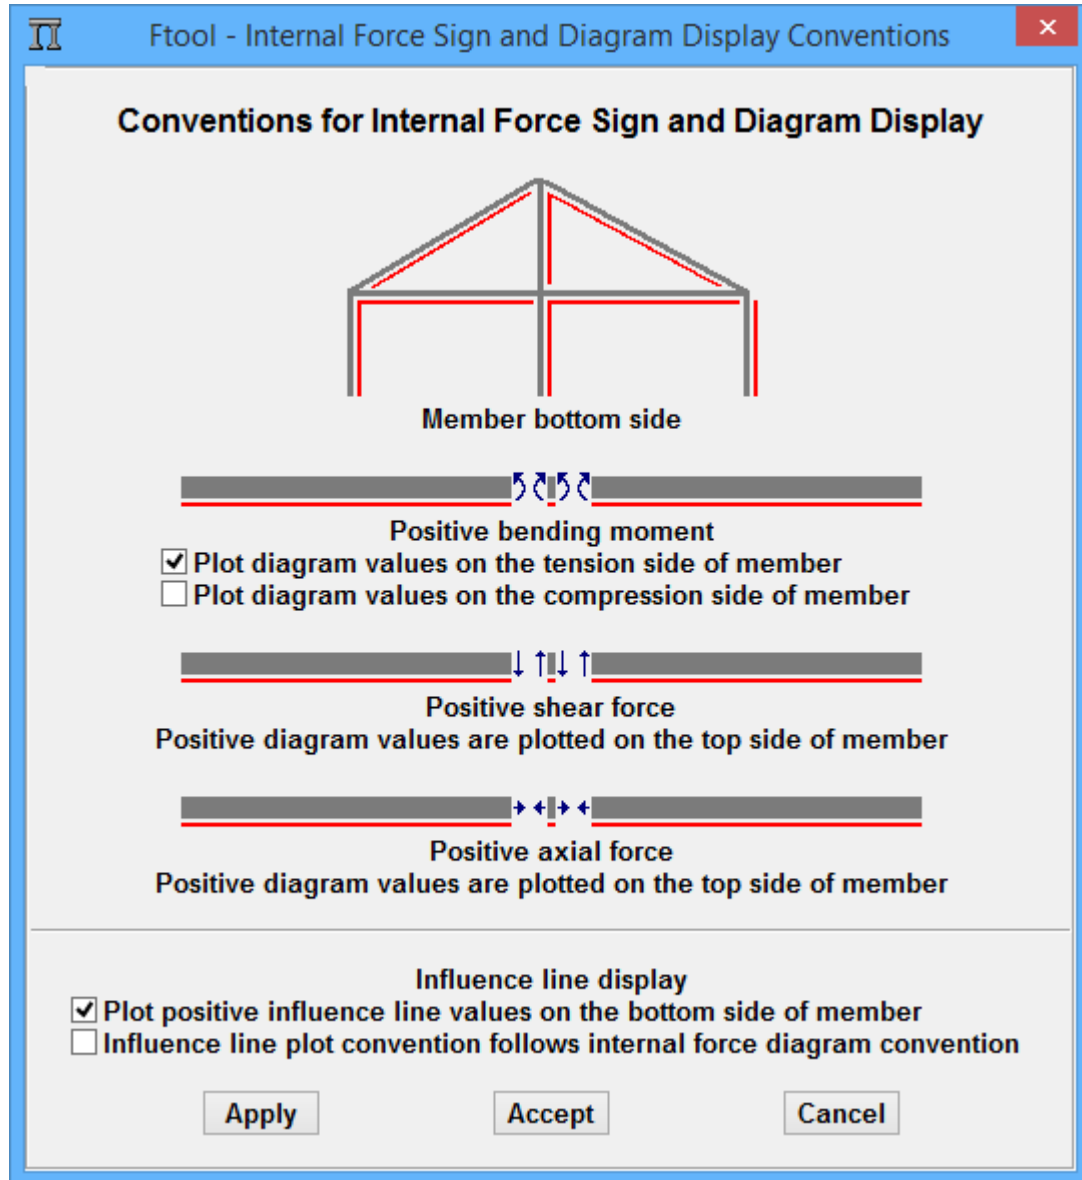 Ftool - Internal Force Sign and Diagram Display Conventions
Conventions for Internal Force Sign and Diagram Display
Member bottom side
Positive bending moment
Plot diagram values on the tension side of member
Plot diagram values on the compression side of member
Positive shear force
Positive diagram values are plotted on the top side of member
Positive axial force
Positive diagram values are plotted on the top side of member
Influence line display
Plot positive influence line values on the bottom side of member
Influence line plot convention follows internal force diagram convention
Apply
Accept
Cancel